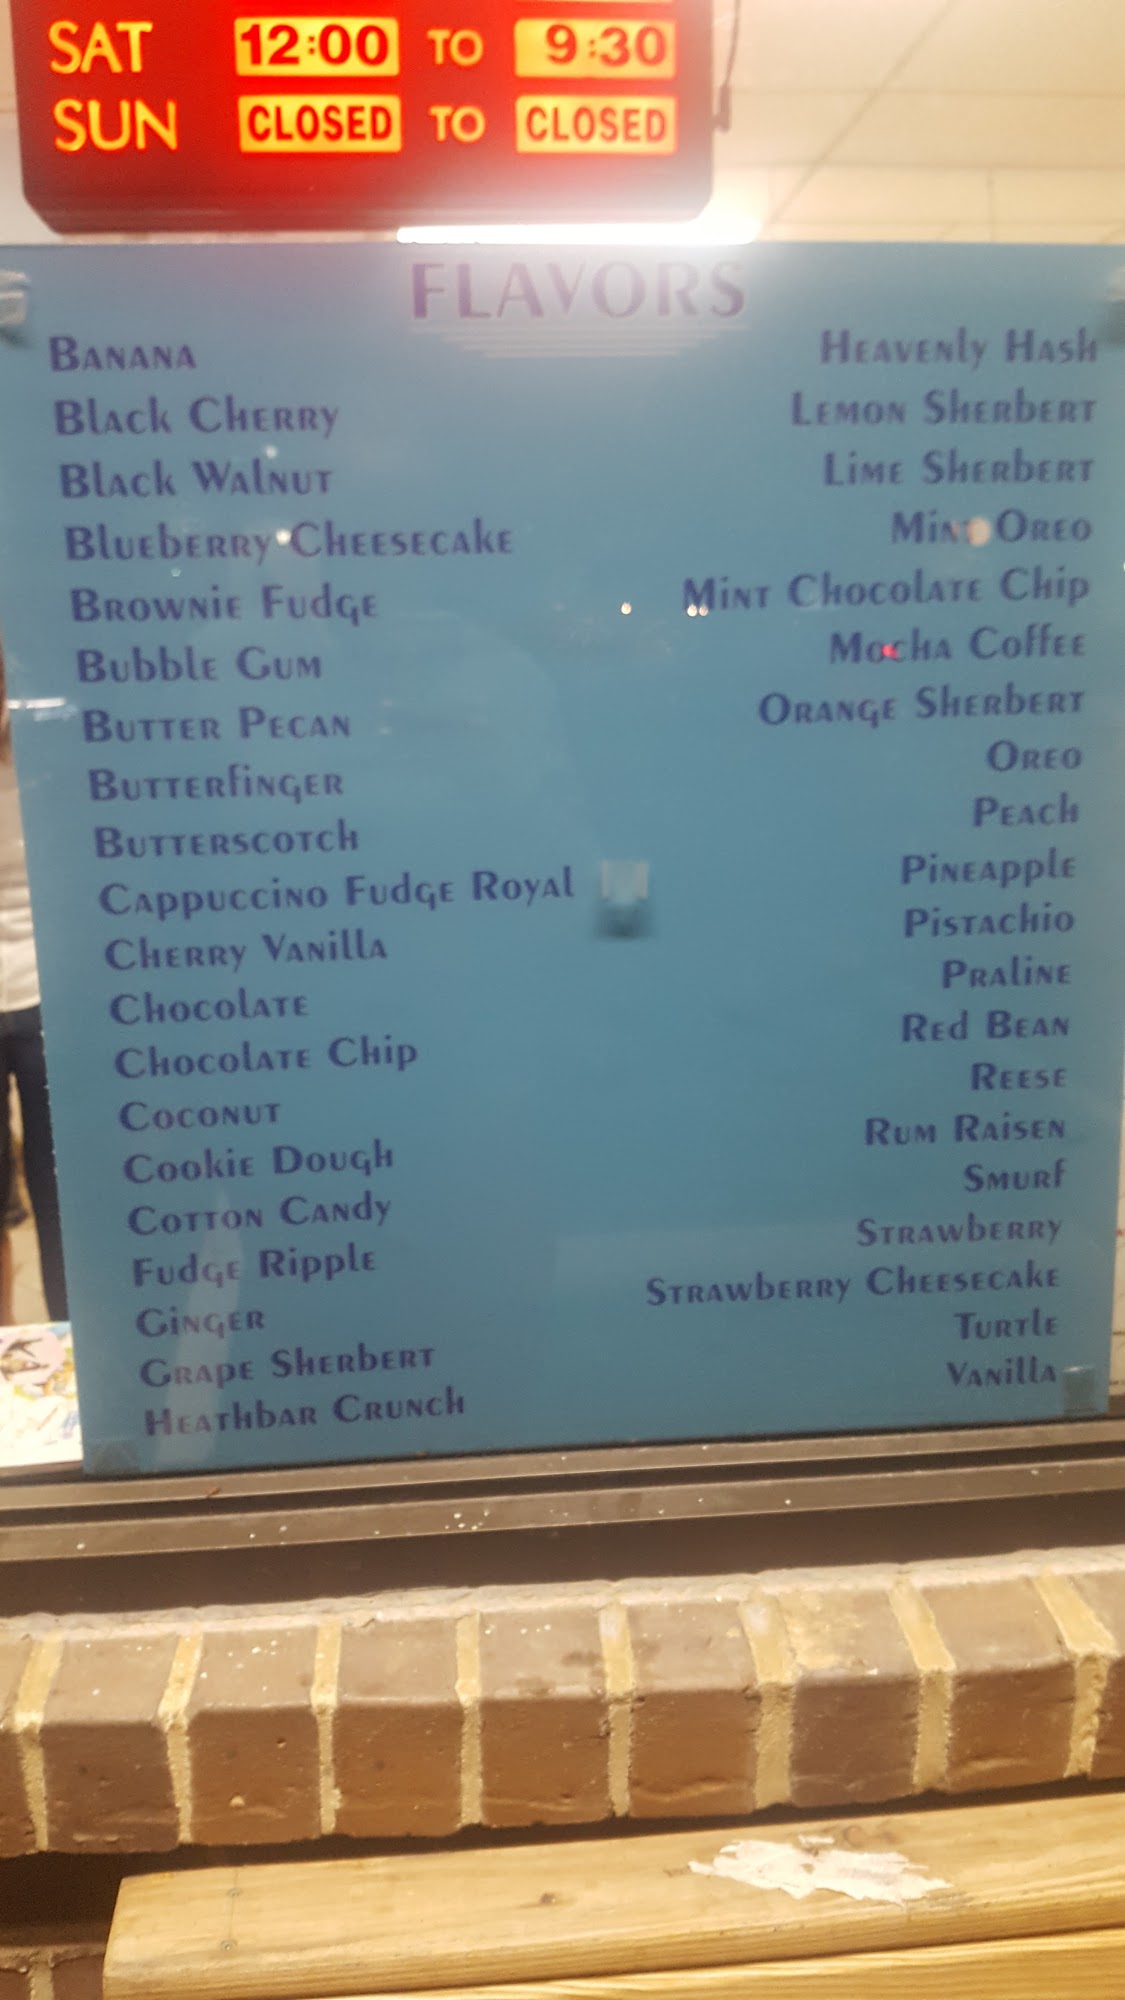 SAT 12:00 TO 9:30
SUN CLOSED TO CLOSED
FLAVORS
BANANA
Black CHERRY
Black WALNUT
BluEbERRY CHEESECAKE
BROWNiE FudgE
BubblE GUM
BUTTER PECAN
BUTTERfiNGER
BUTTERSCOTCH
CAppUCCiNO FudgE ROYAl
CHERRY VANillA
CHOCOlATE
CHOCOlATE CHip
COCONUT
COOkiE DOUGH
COTTON CANdy
FudgE RipplE
GiNGER
GRApE SHERbERT
HEATHbAR CRUNCH
HEAVENly HASH
LEMON SHERbERT
LiME SHERbERT
MiNT OREO
MiNT CHOCOlATE CHip
MOCHA COffEE
ORANGE SHERbERT
OREO
PEACH
PiNEApplE
PiSTACHiO
PRAliNE
REd BEAN
REESE
RUM RAiSEN
SMURf
STRAWbERRY
STRAWbERRY CHEESECAkE
TURTlE
VANillA